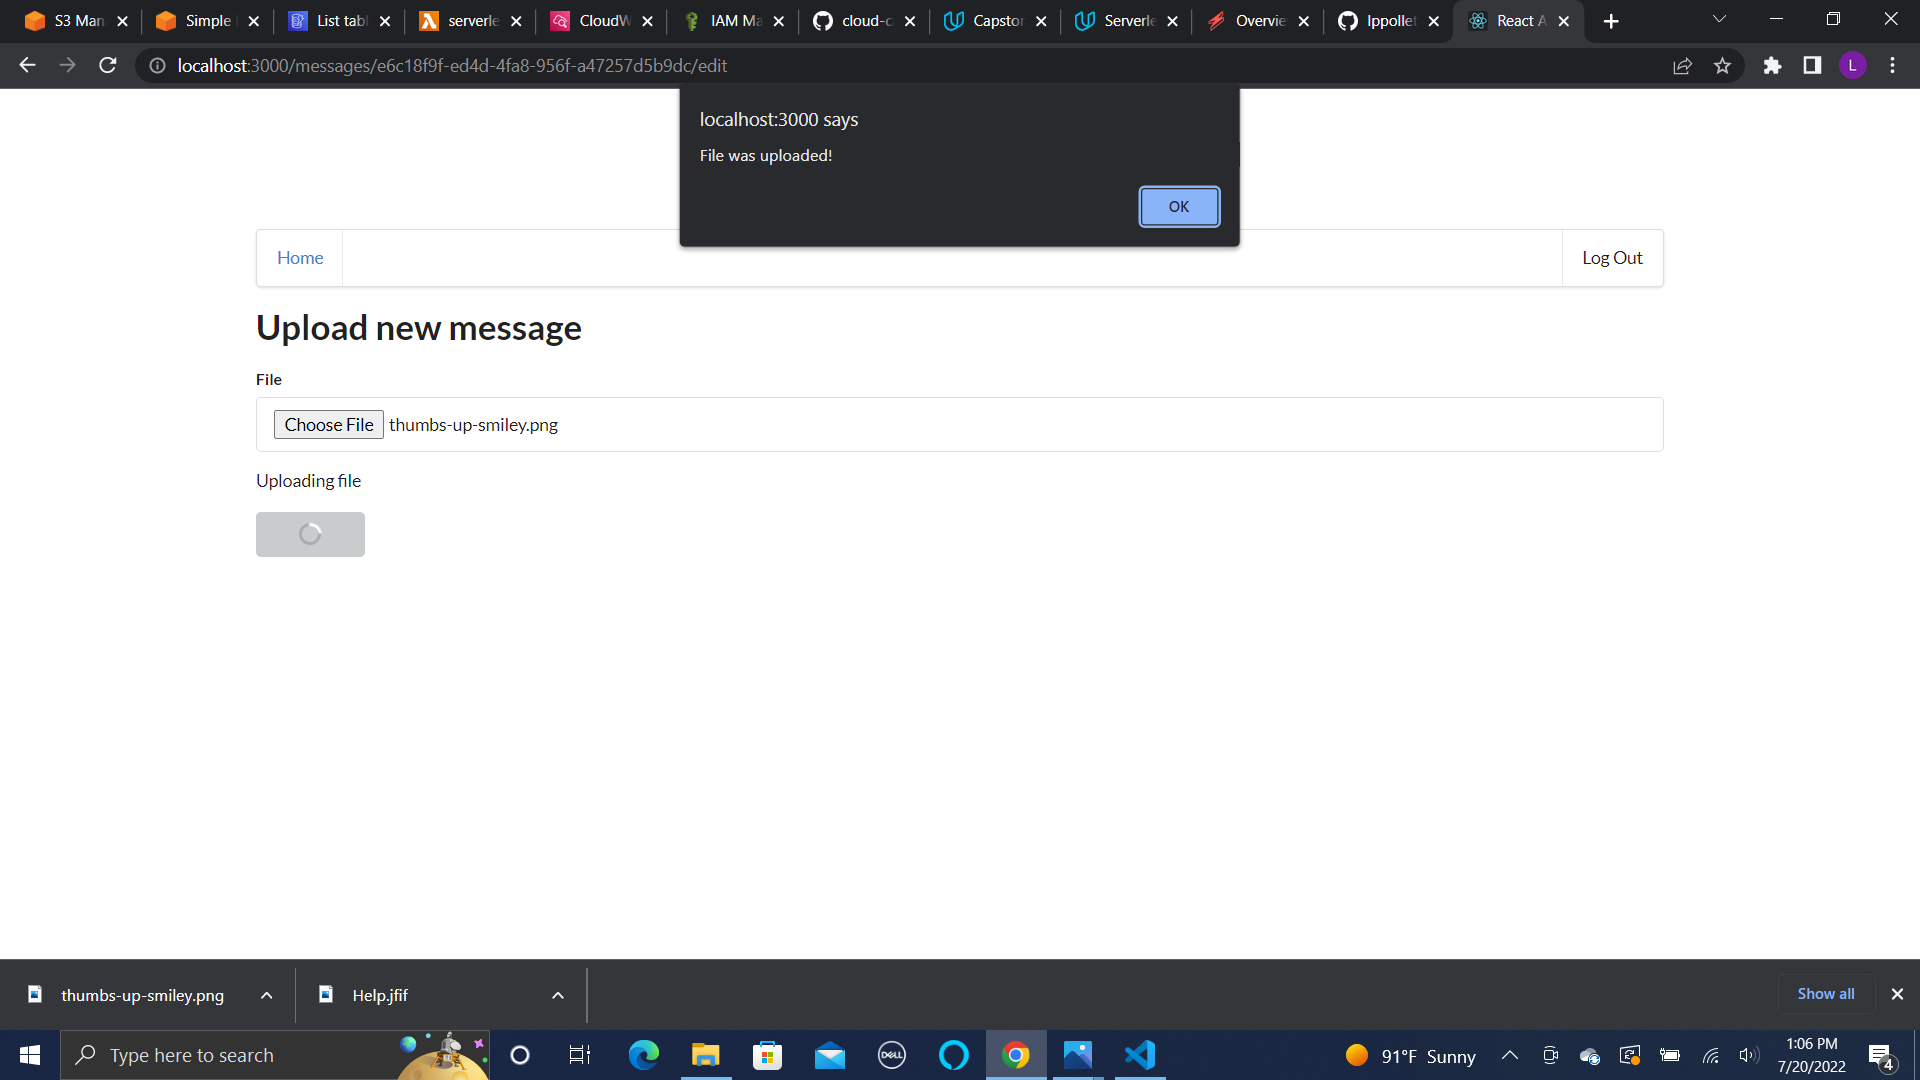 S3 Man
Simple
List tabl
serverle
CloudW
IAM Ma
cloud-c
Capstor
Serverle
Overvie
Ippollet
React A
localhost:3000/messages/e6c18f9f-ed4d-4fa8-956f-a47257d5b9dc/edit
L
localhost:3000 says
File was uploaded!
OK
Home
Log Out
Upload new message
File
Choose File thumbs-up-smiley.png
Uploading file
thumbs-up-smiley.png
Help.jfif
Show all
Type here to search
DELL
91°F Sunny
1:06 PM
7/20/2022
4